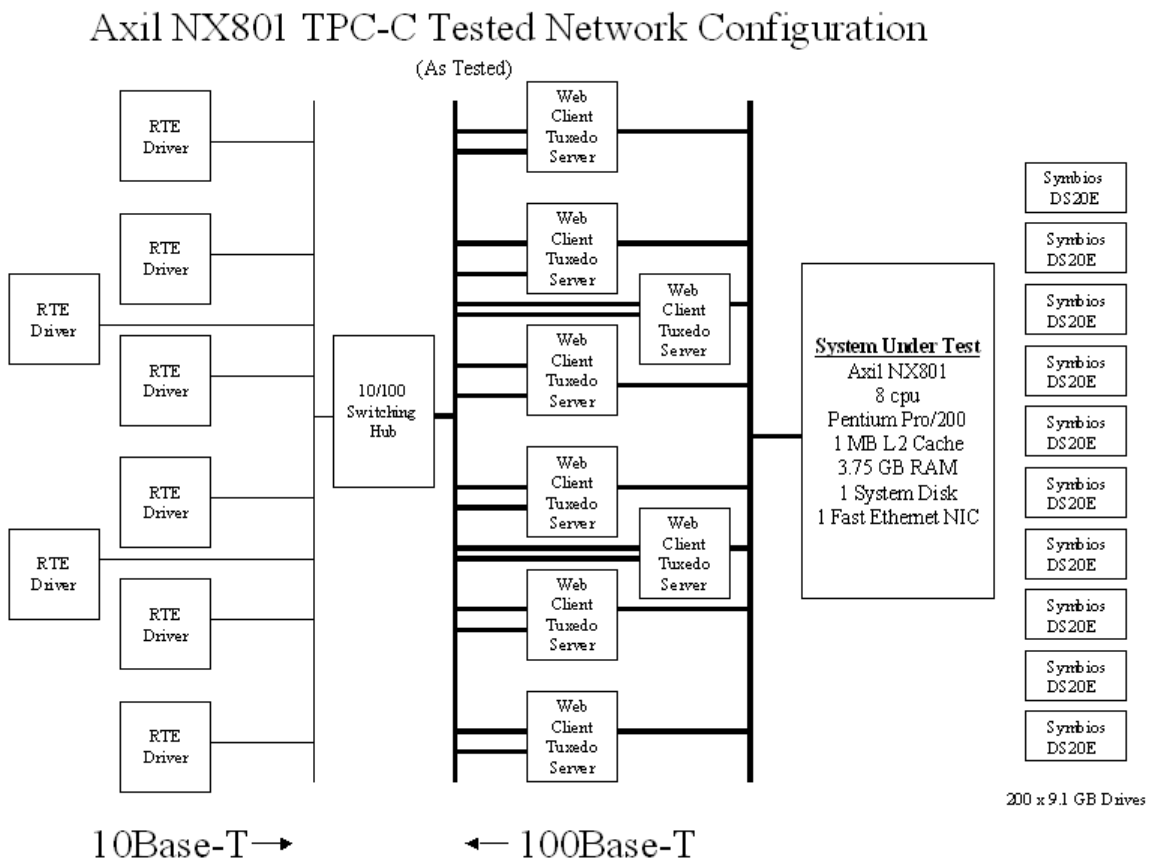 Axil NX801 TPC-C Tested Network Configuration
(As Tested)
RTE
Driver
RTE
Driver
RTE
Driver
RTE
Driver
RTE
Driver
RTE
Driver
RTE
Driver
RTE
Driver
10/100
Switching
Hub
Web
Client
Tuxedo
Server
Web
Client
Tuxedo
Server
Web
Client
Tuxedo
Server
Web
Client
Tuxedo
Server
Web
Client
Tuxedo
Server
Web
Client
Tuxedo
Server
Web
Client
Tuxedo
Server
Web
Client
Tuxedo
Server
System Under Test
Axil NX801
8 cpu
Pentium Pro/200
1 MB L2 Cache
3.75 GB RAM
1 System Disk
1 Fast Ethernet NIC
Symbios
DS20E
Symbios
DS20E
Symbios
DS20E
Symbios
DS20E
Symbios
DS20E
Symbios
DS20E
Symbios
DS20E
Symbios
DS20E
Symbios
DS20E
Symbios
DS20E
200 x 9.1 GB Drives
10Base-T
100Base-T